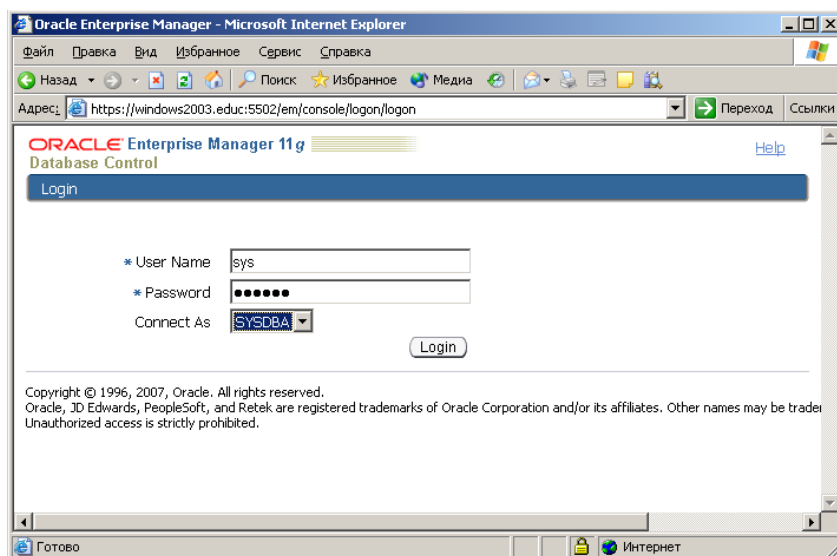 Oracle Enterprise Manager - Microsoft Internet Explorer
Файл Правка Вид Избранное Сервис Справка
Назад Поиск Избранное Медиа
Адрес: https://windows2003.educ:5502/em/console/logon/logon Переход Ссылки
ORACLE Enterprise Manager 11g
Database Control
Help
Login
* User Name sys
* Password ••••••
Connect As SYSDBA
Login
Copyright © 1996, 2007, Oracle. All rights reserved.
Oracle, JD Edwards, PeopleSoft, and Retek are registered trademarks of Oracle Corporation and/or its affiliates. Other names may be trader
Unauthorized access is strictly prohibited.
Готово Интернет